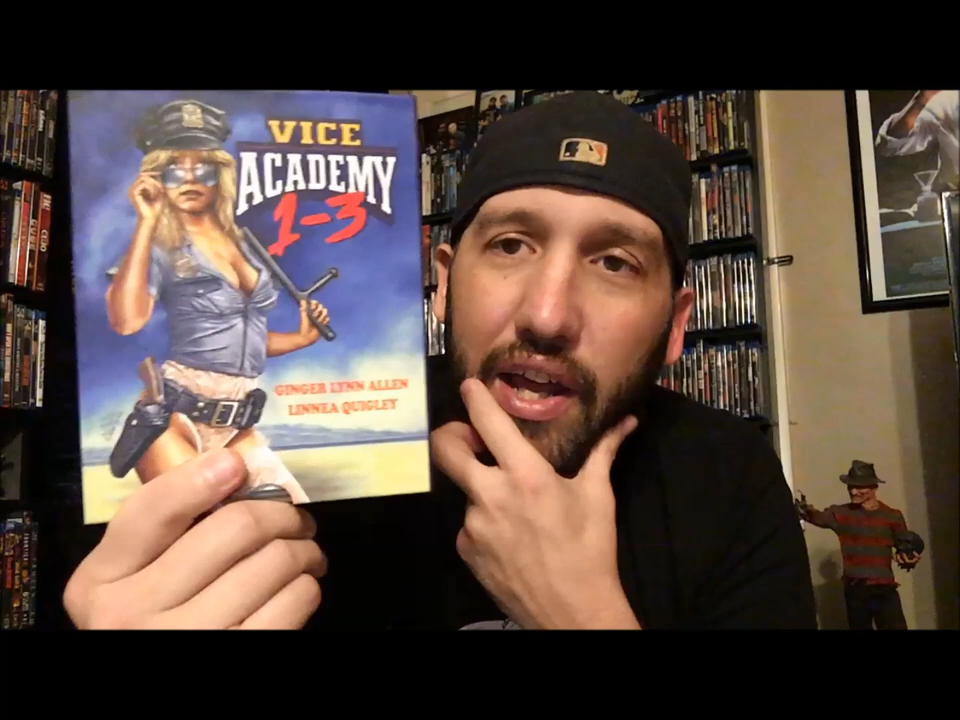 VICE
ACADEMY
1-3
GINGER LYNN ALLEN
LINNEA QUIGLEY